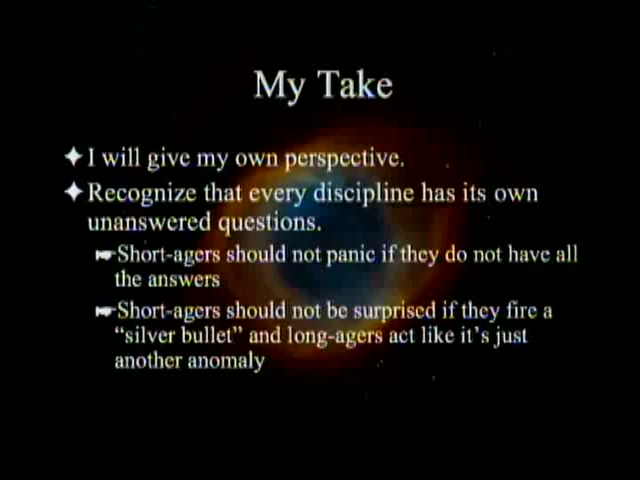 My Take
I will give my own perspective.
Recognize that every discipline has its own
unanswered questions.
Short-agers should not panic if they do not have all
the answers
Short-agers should not be surprised if they fire a
“silver bullet” and long-agers act like it’s just
another anomaly